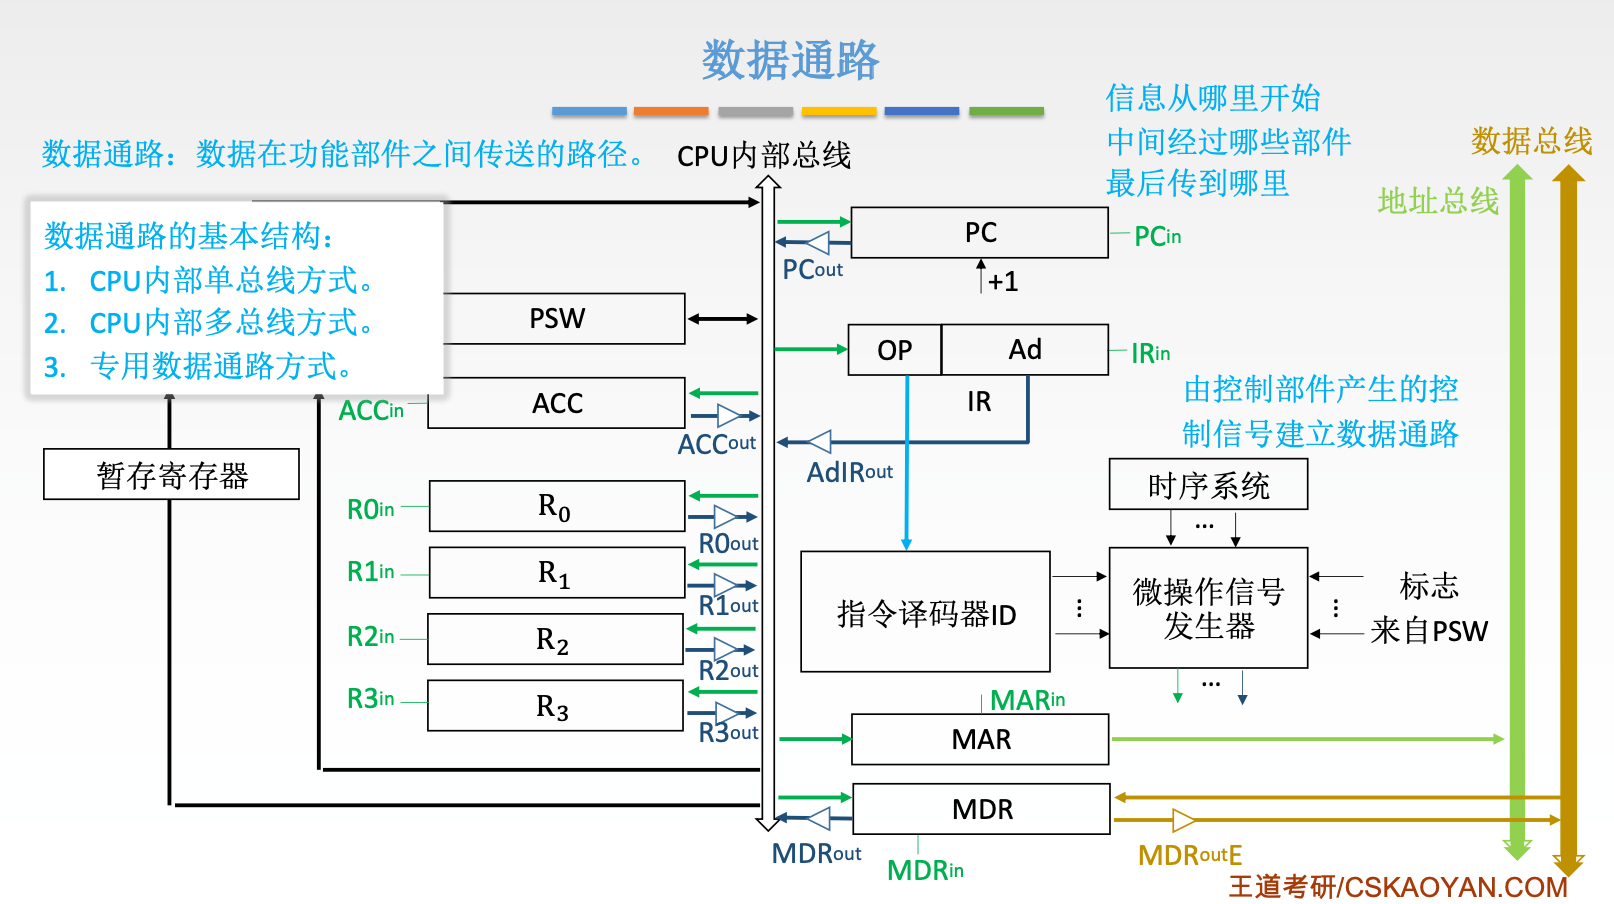 数据通路
数据通路：数据在功能部件之间传送的路径。
CPU内部总线
信息从哪里开始
中间经过哪些部件
最后传到哪里
数据总线
地址总线
数据通路的基本结构：
1. CPU内部单总线方式。
2. CPU内部多总线方式。
3. 专用数据通路方式。
PC
PCin
PCout
+1
PSW
OP
Ad
IRin
IR
ACCin
ACC
ACCout
AdIRout
由控制部件产生的控
制信号建立数据通路
暂存寄存器
时序系统
...
R0in
R0
R0out
R1in
R1
R1out
R2in
R2
R2out
R3in
R3
R3out
指令译码器ID
...
微操作信号
发生器
...
标志
来自PSW
...
MARin
MAR
MDR
MDRout
MDRin
MDRoutE
王道考研/CSKAOYAN.COM